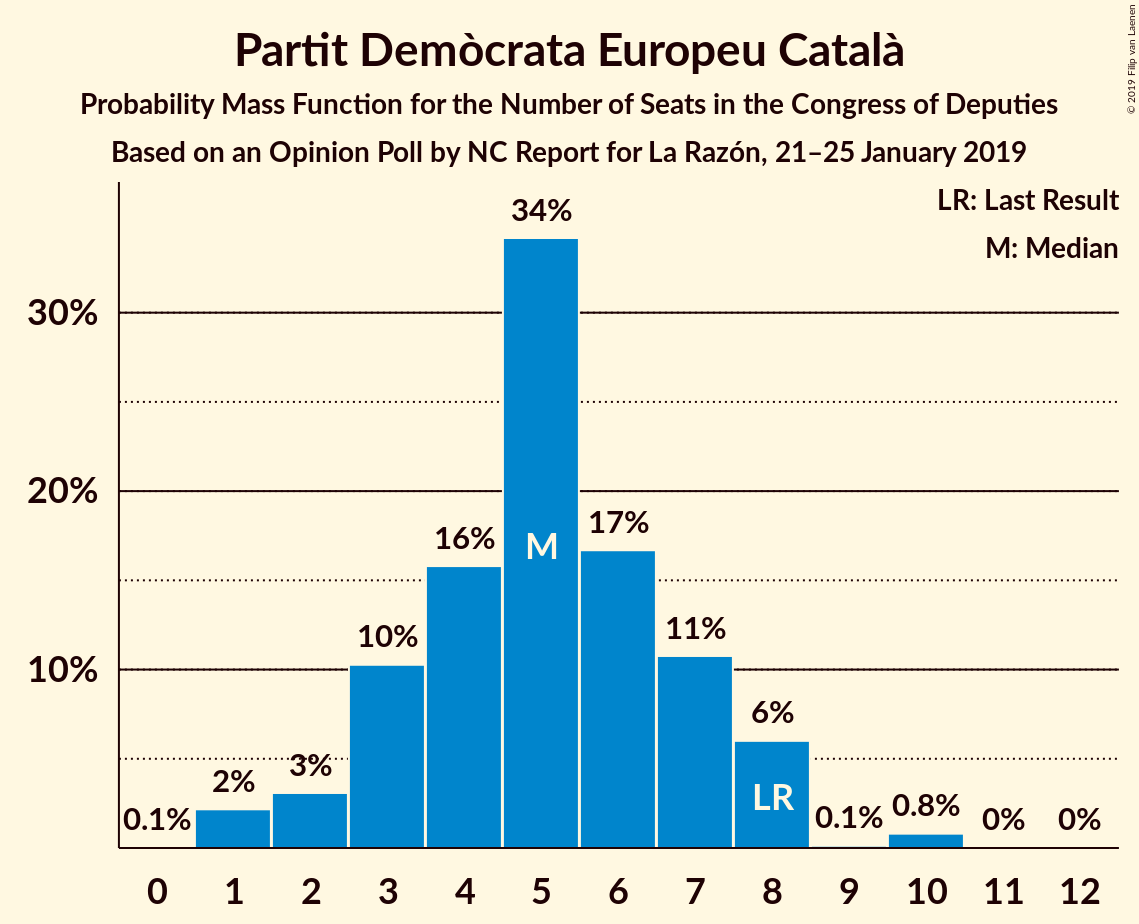 Partit Demòcrata Europeu Català
Probability Mass Function for the Number of Seats in the Congress of Deputies
Based on an Opinion Poll by NC Report for La Razón, 21–25 January 2019
© 2019 Filip van Laenen
LR: Last Result
M: Median
34%
30%
20%
17%
16%
M
11%
10%
10%
6%
3%
2%
LR
0.1%
0.1%
0.8%
0%
0%
0 1 2 3 4 5 6 7 8 9 10 11 12